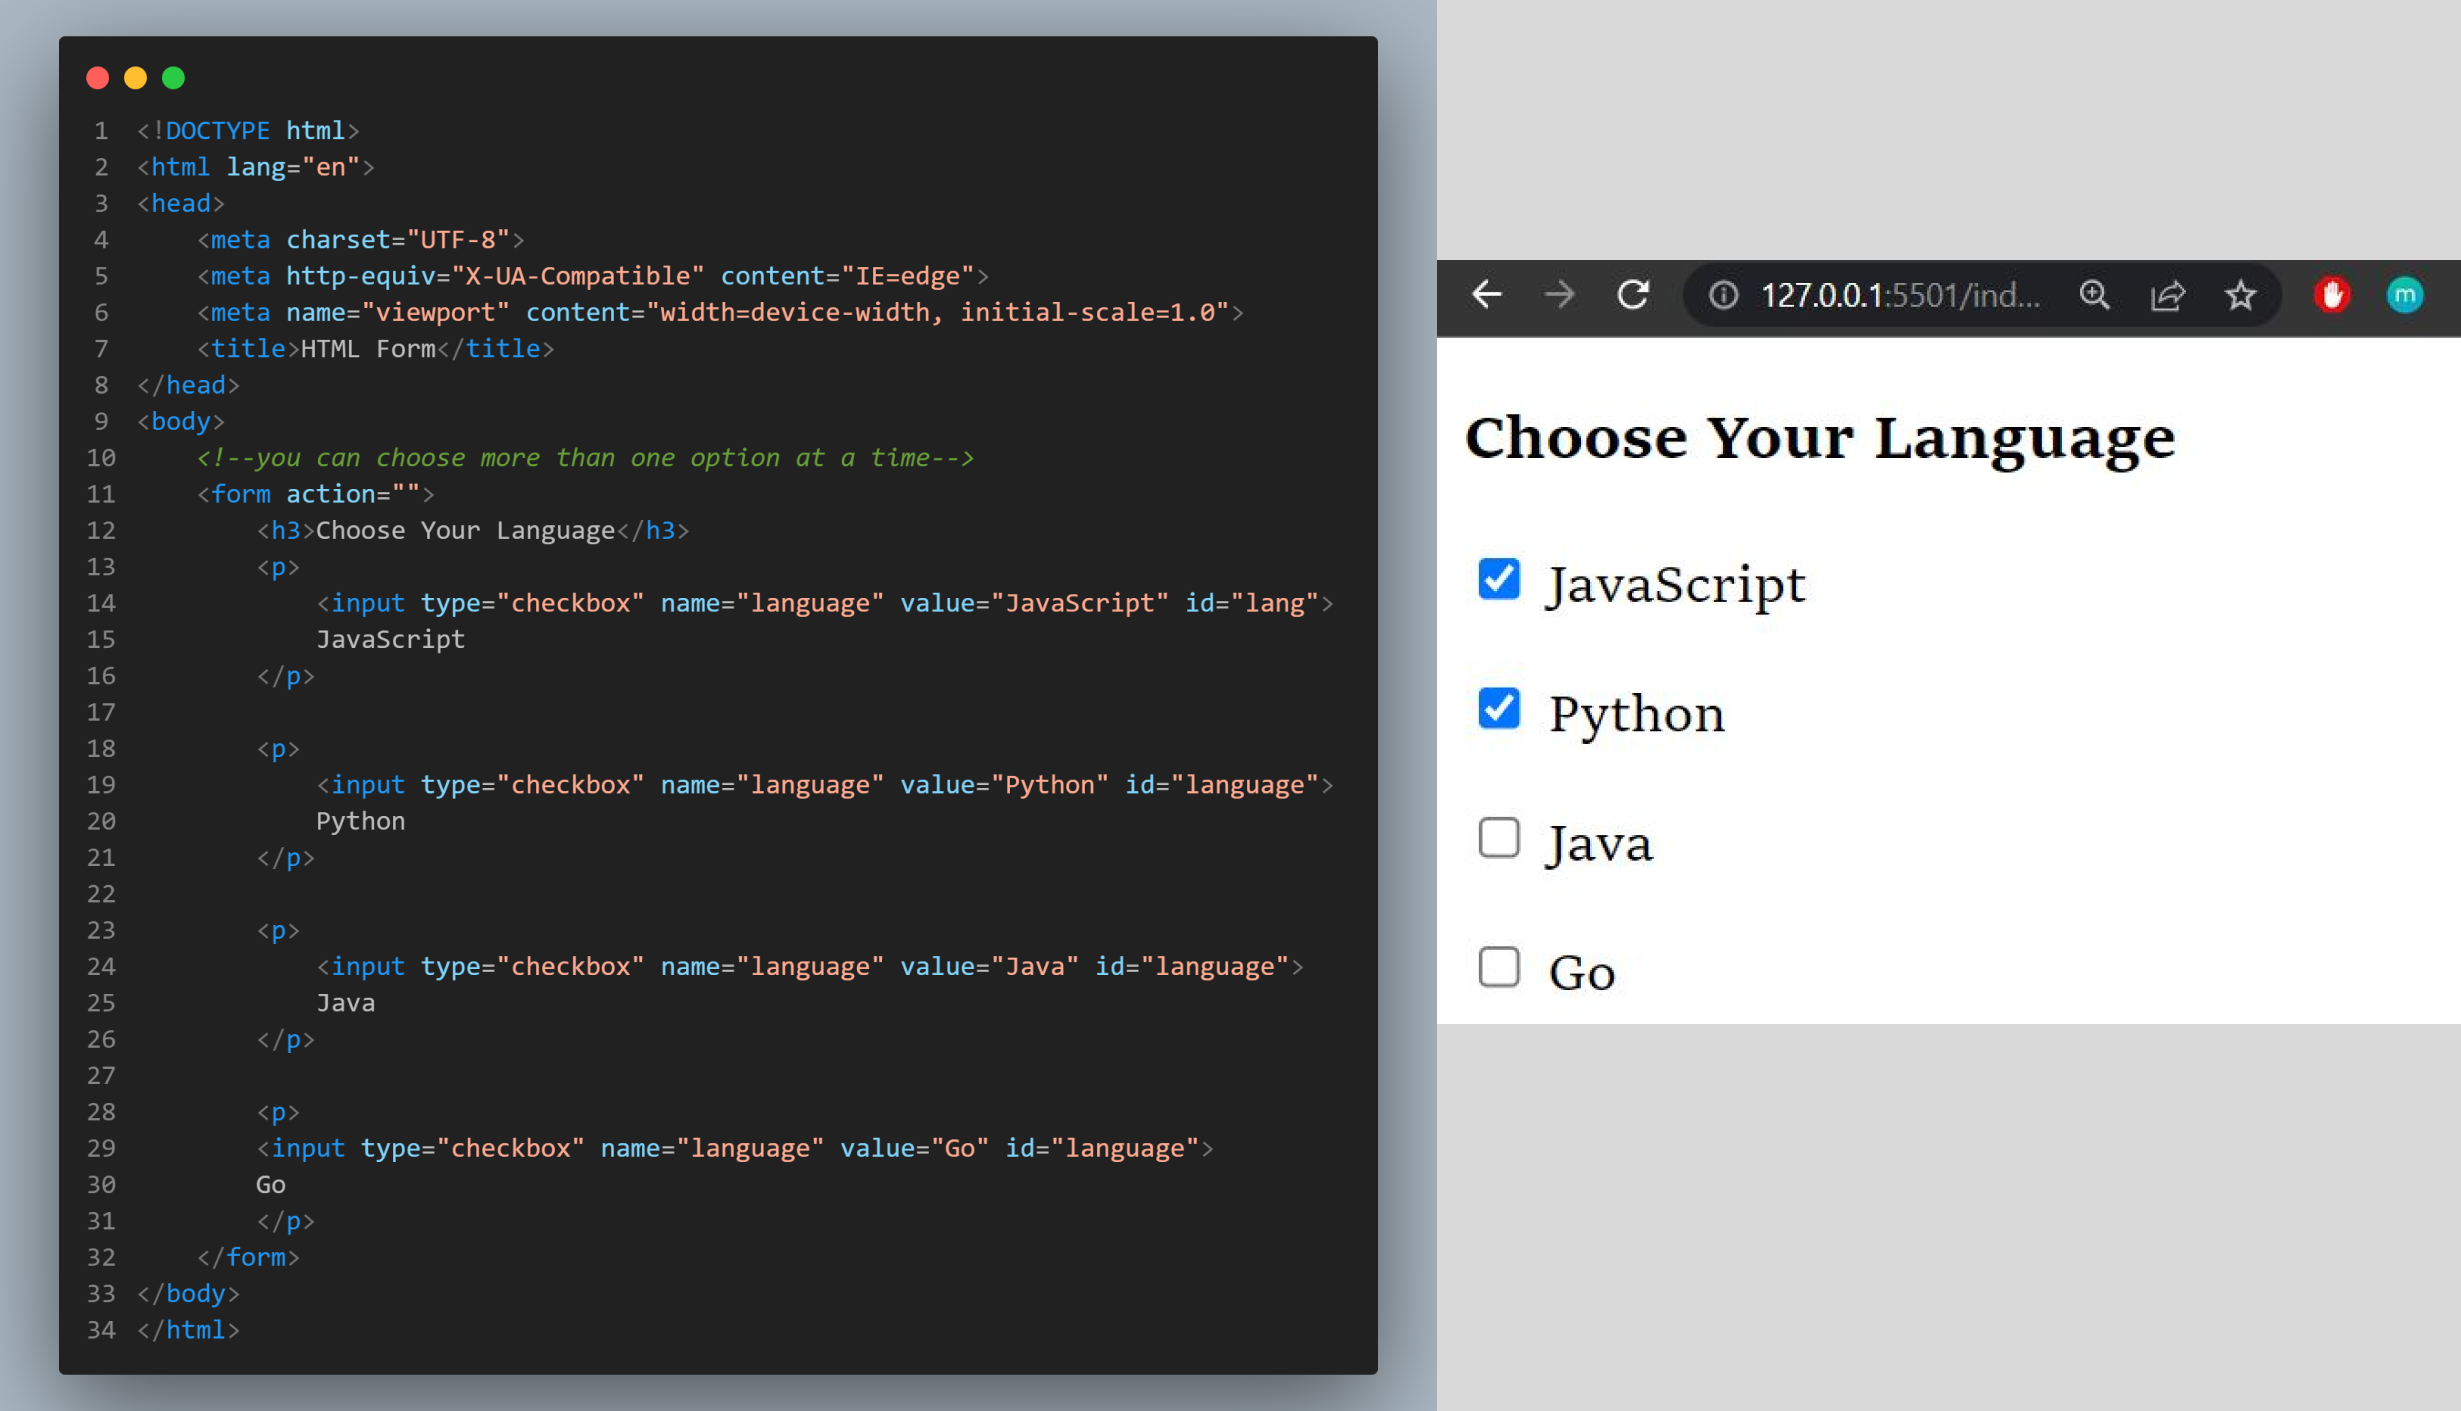 1 <!DOCTYPE html>
2 <html lang="en">
3 <head>
4     <meta charset="UTF-8">
5     <meta http-equiv="X-UA-Compatible" content="IE=edge">
6     <meta name="viewport" content="width=device-width, initial-scale=1.0">
7     <title>HTML Form</title>
8 </head>
9 <body>
10     <!--you can choose more than one option at a time-->
11     <form action="">
12         <h3>Choose Your Language</h3>
13         <p>
14             <input type="checkbox" name="language" value="JavaScript" id="lang">
15             JavaScript
16         </p>
17
18         <p>
19             <input type="checkbox" name="language" value="Python" id="language">
20             Python
21         </p>
22
23         <p>
24             <input type="checkbox" name="language" value="Java" id="language">
25             Java
26         </p>
27
28         <p>
29         <input type="checkbox" name="language" value="Go" id="language">
30         Go
31         </p>
32     </form>
33 </body>
34 </html>
127.0.0.1:5501/ind... m
Choose Your Language
JavaScript
Python
Java
Go